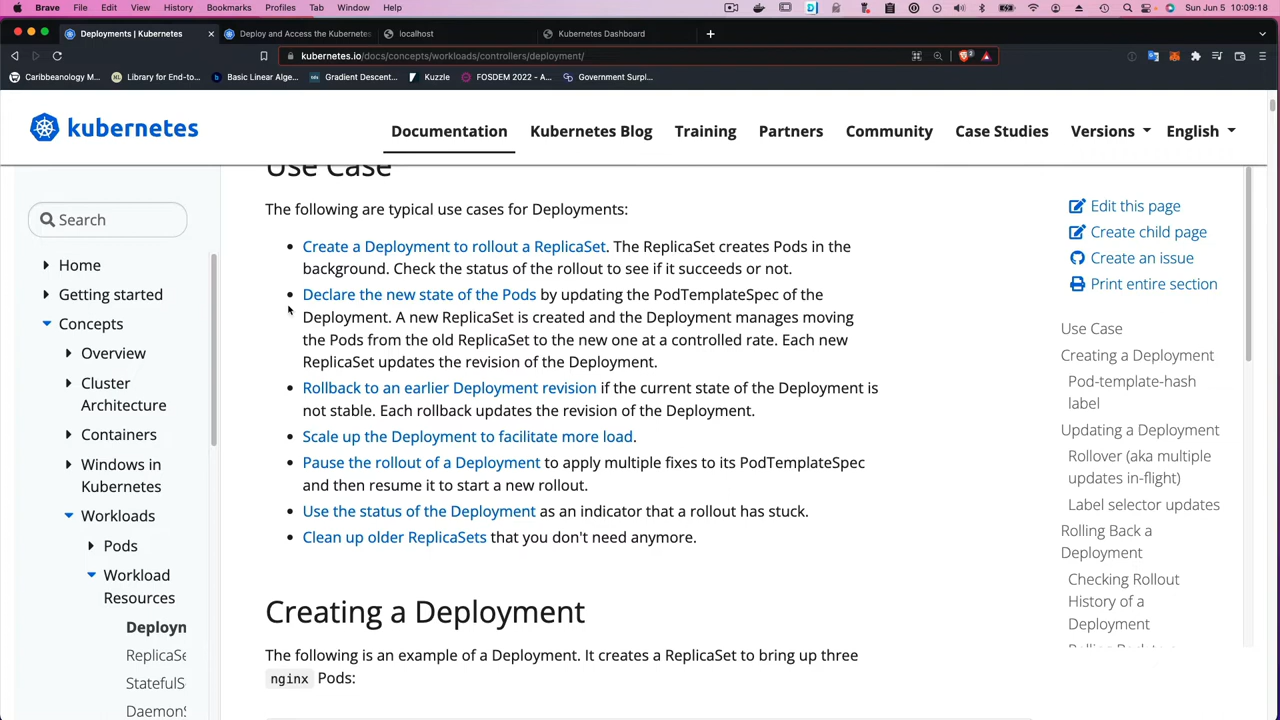 Brave File Edit View History Bookmarks Profiles Tab Window Help Sun Jun 5 10:09:18
Deployments | Kubernetes Deploy and Access the Kubernetes localhost Kubernetes Dashboard
kubernetes.io/docs/concepts/workloads/controllers/deployment/
Caribbeanology M... Library for End-to... Basic Linear Alge... Gradient Descent... Kuzzle FOSDEM 2022 - A... Government Surpl...
kubernetes
Documentation Kubernetes Blog Training Partners Community Case Studies Versions English
Search
Home
Getting started
Concepts
Overview
Cluster
Architecture
Containers
Windows in
Kubernetes
Workloads
Pods
Workload
Resources
Deployn
ReplicaSe
StatefulS
DaemonS
Use Case
The following are typical use cases for Deployments:
Create a Deployment to rollout a ReplicaSet. The ReplicaSet creates Pods in the
background. Check the status of the rollout to see if it succeeds or not.
Declare the new state of the Pods by updating the PodTemplateSpec of the
Deployment. A new ReplicaSet is created and the Deployment manages moving
the Pods from the old ReplicaSet to the new one at a controlled rate. Each new
ReplicaSet updates the revision of the Deployment.
Rollback to an earlier Deployment revision if the current state of the Deployment is
not stable. Each rollback updates the revision of the Deployment.
Scale up the Deployment to facilitate more load.
Pause the rollout of a Deployment to apply multiple fixes to its PodTemplateSpec
and then resume it to start a new rollout.
Use the status of the Deployment as an indicator that a rollout has stuck.
Clean up older ReplicaSets that you don't need anymore.
Creating a Deployment
The following is an example of a Deployment. It creates a ReplicaSet to bring up three
nginx Pods:
Edit this page
Create child page
Create an issue
Print entire section
Use Case
Creating a Deployment
Pod-template-hash
label
Updating a Deployment
Rollover (aka multiple
updates in-flight)
Label selector updates
Rolling Back a
Deployment
Checking Rollout
History of a
Deployment